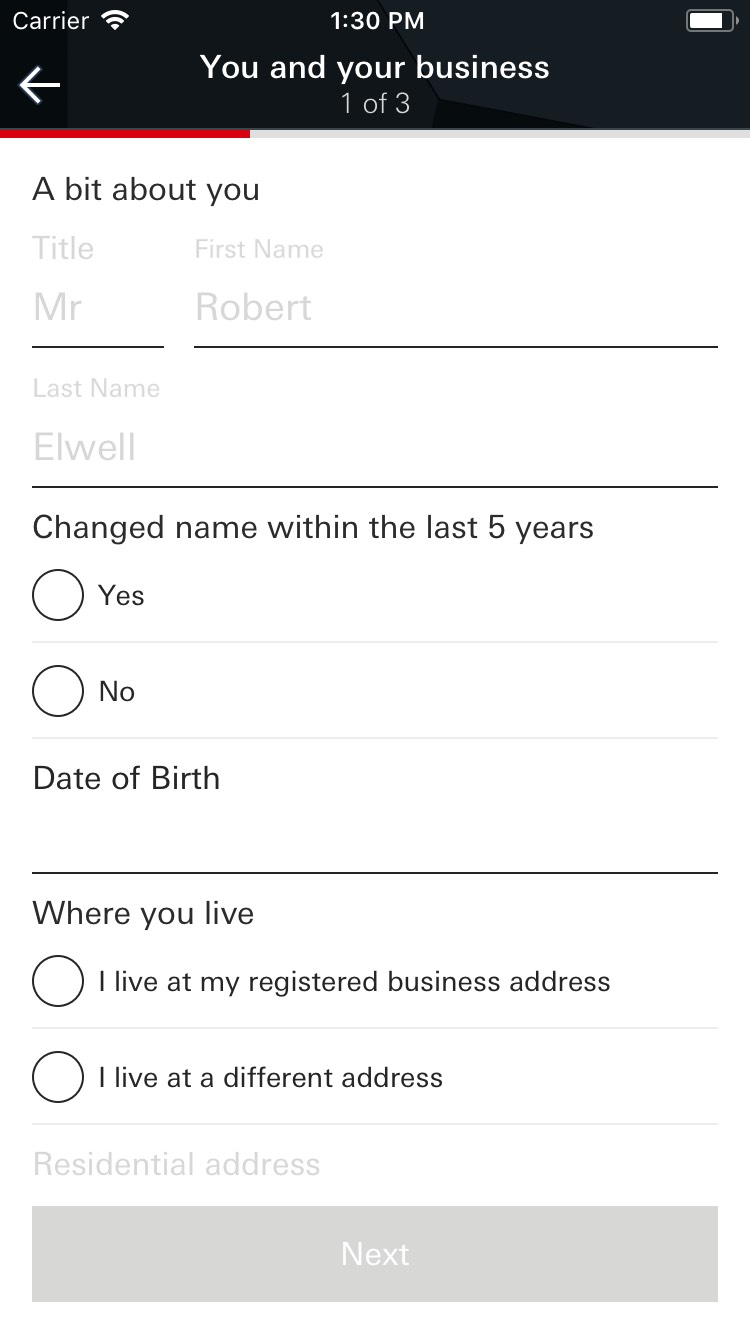 Carrier 1:30 PM
You and your business
1 of 3
A bit about you
Title First Name
Mr Robert
Last Name
Elwell
Changed name within the last 5 years
Yes
No
Date of Birth
Where you live
I live at my registered business address
I live at a different address
Residential address
Next